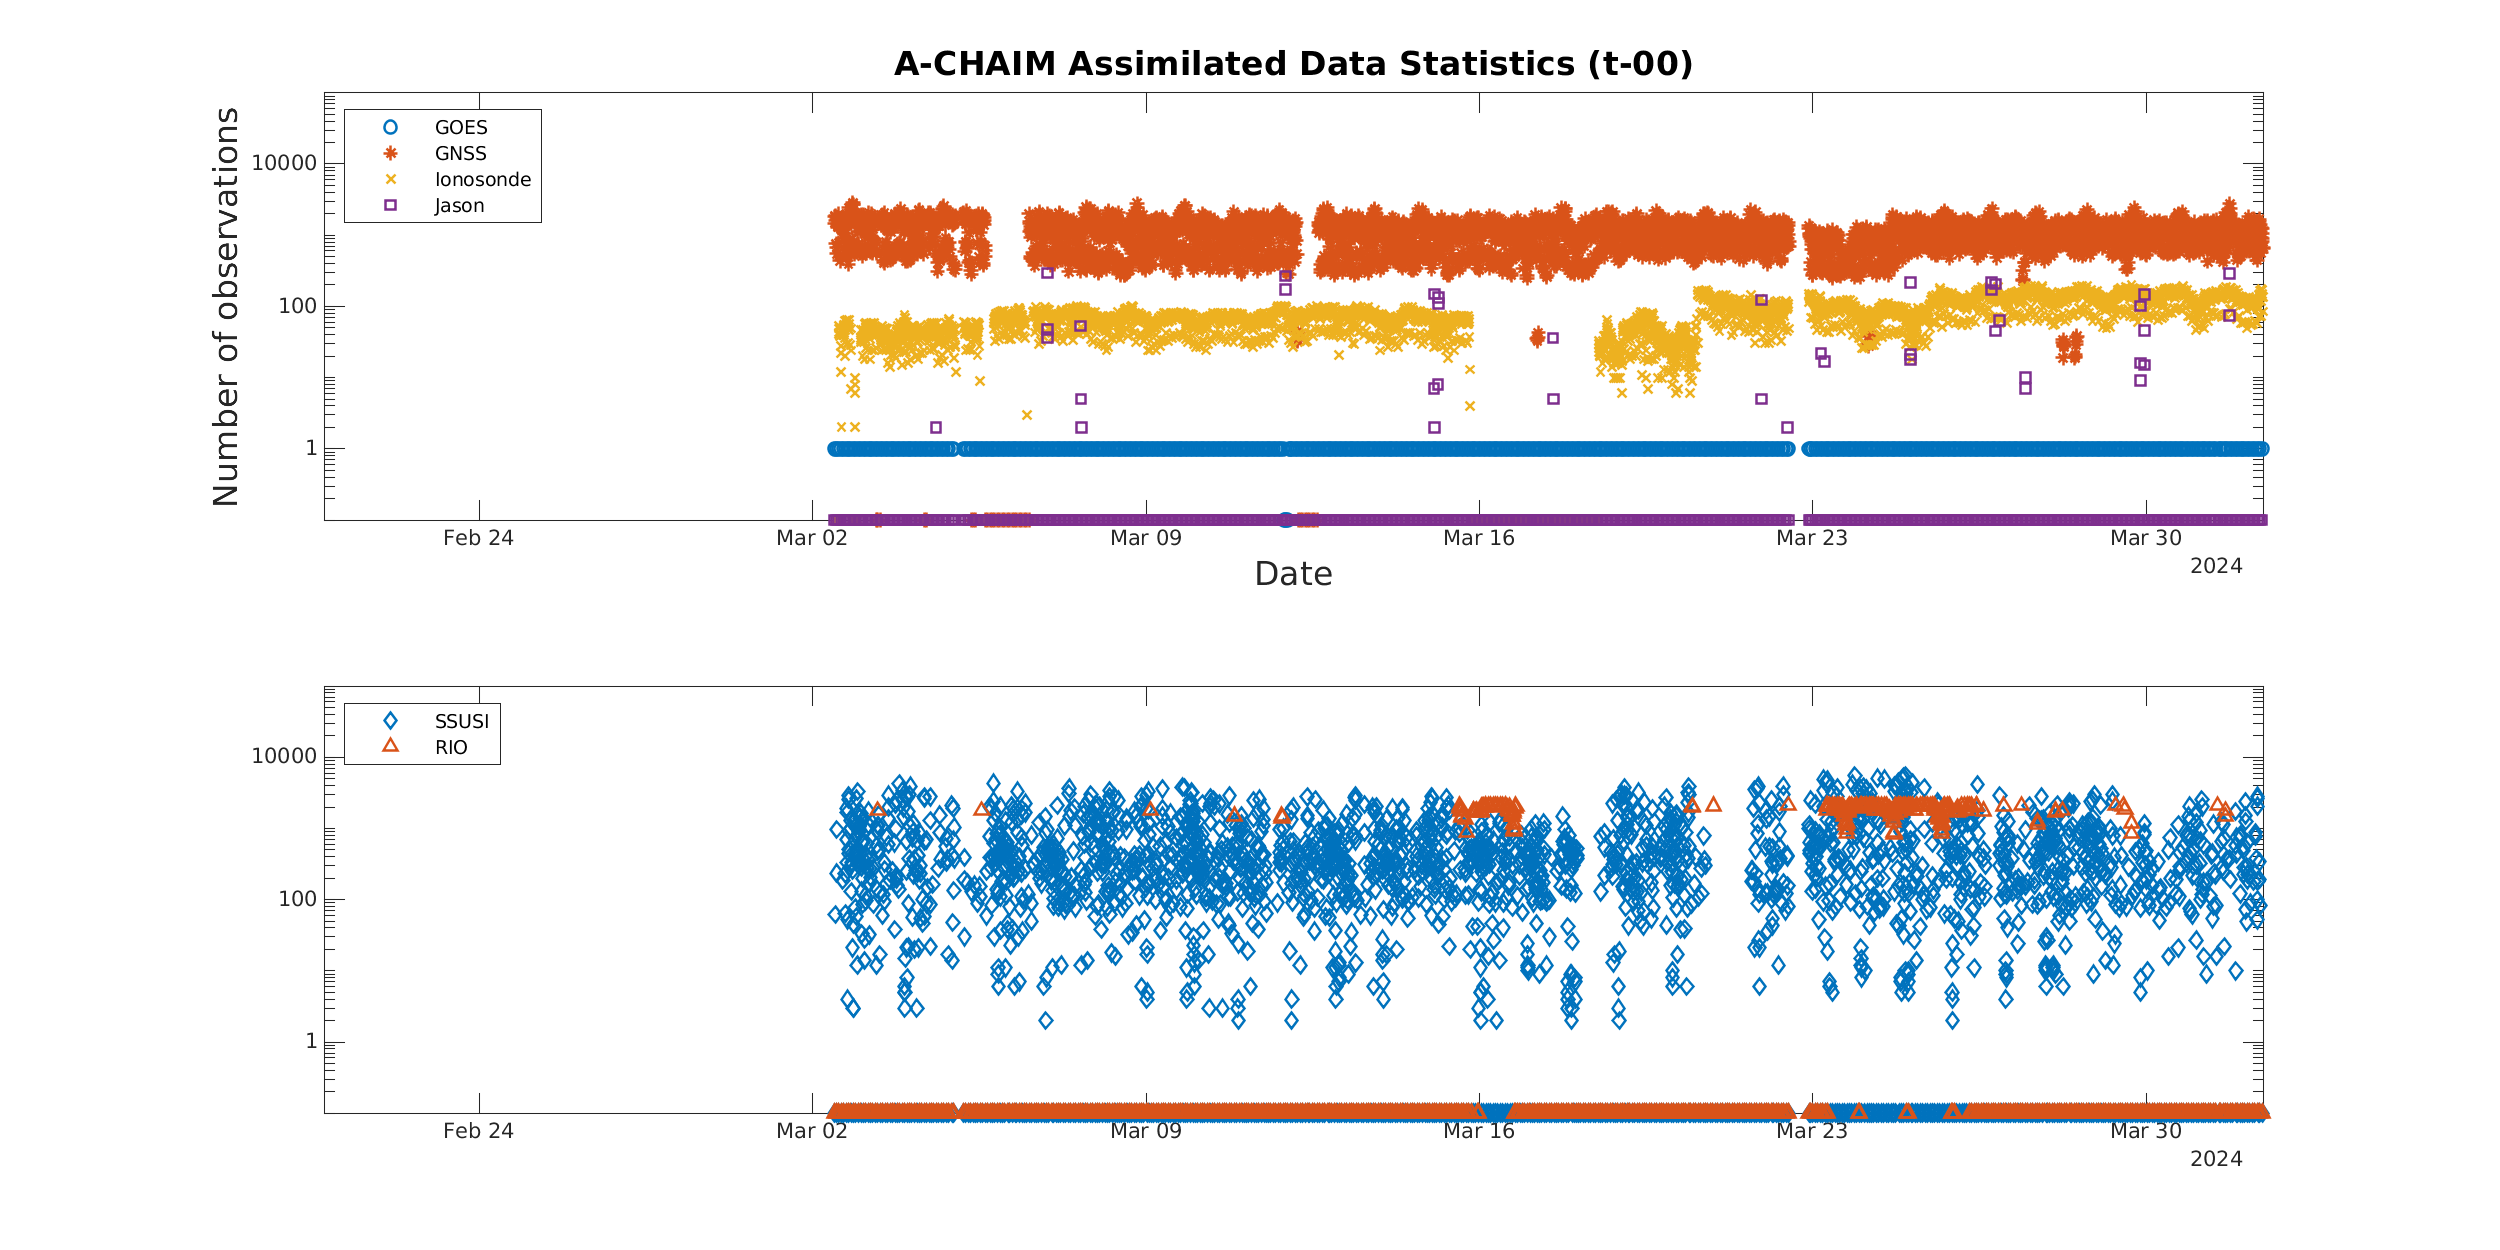 A-CHAIM Assimilated Data Statistics (t-00)
Number of observations
10000
100
1
GOES
GNSS
Ionosonde
Jason
Feb 24
Mar 02
Mar 09
Mar 16
Mar 23
Mar 30
2024
Date
10000
100
1
SSUSI
RIO
Feb 24
Mar 02
Mar 09
Mar 16
Mar 23
Mar 30
2024